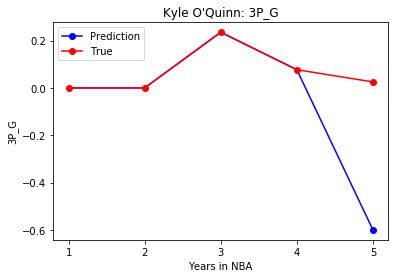 Kyle O'Quinn: 3P_G
Prediction
True
3P_G
0.2
0.0
−0.2
−0.4
−0.6
1 2 3 4 5
Years in NBA